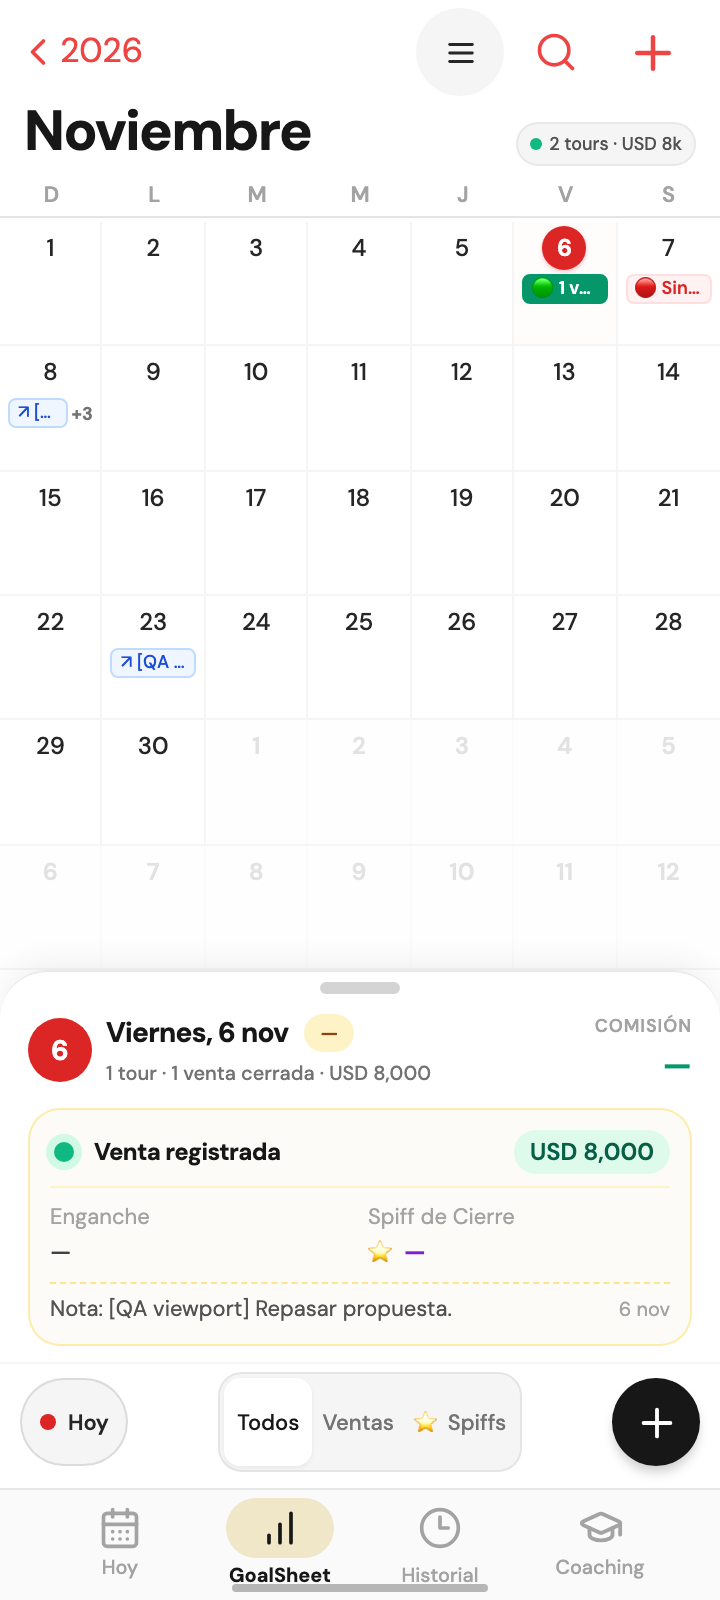 2026
Noviembre
2 tours · USD 8k
D L M M J V S
1 2 3 4 5 6 7
1 v... Sin...
8 9 10 11 12 13 14
[... +3
15 16 17 18 19 20 21
22 23 24 25 26 27 28
[QA ...
29 30 1 2 3 4 5
6 7 8 9 10 11 12
6 Viernes, 6 nov — COMISIÓN
1 tour · 1 venta cerrada · USD 8,000 —
Venta registrada USD 8,000
Enganche Spiff de Cierre
— ⭐ —
Nota: [QA viewport] Repasar propuesta. 6 nov
Hoy Todos Ventas ⭐ Spiffs
Hoy GoalSheet Historial Coaching